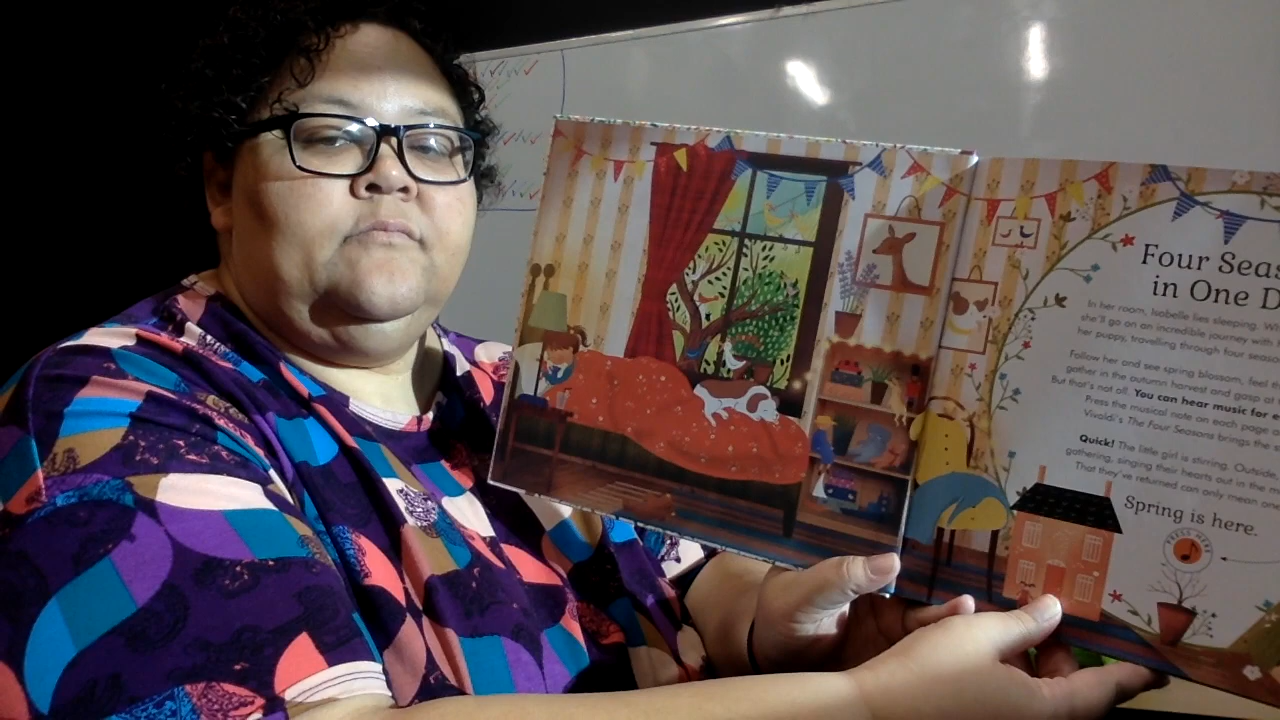 Four Seas
in One D
In her room, Isabelle lies sleeping. W
she'll go on an incredible journey with
her puppy, travelling through four season
Follow her and see spring blossom, feel th
gather in the autumn harvest and gasp at
But that's not all. You can hear music for e
Press the musical note on each page
Vivaldi's The Four Seasons brings the s
Quick! The little girl is stirring. Outside,
gathering, singing their hearts out in the m
That they've returned can only mean one
Spring is here.
PRESS HERE